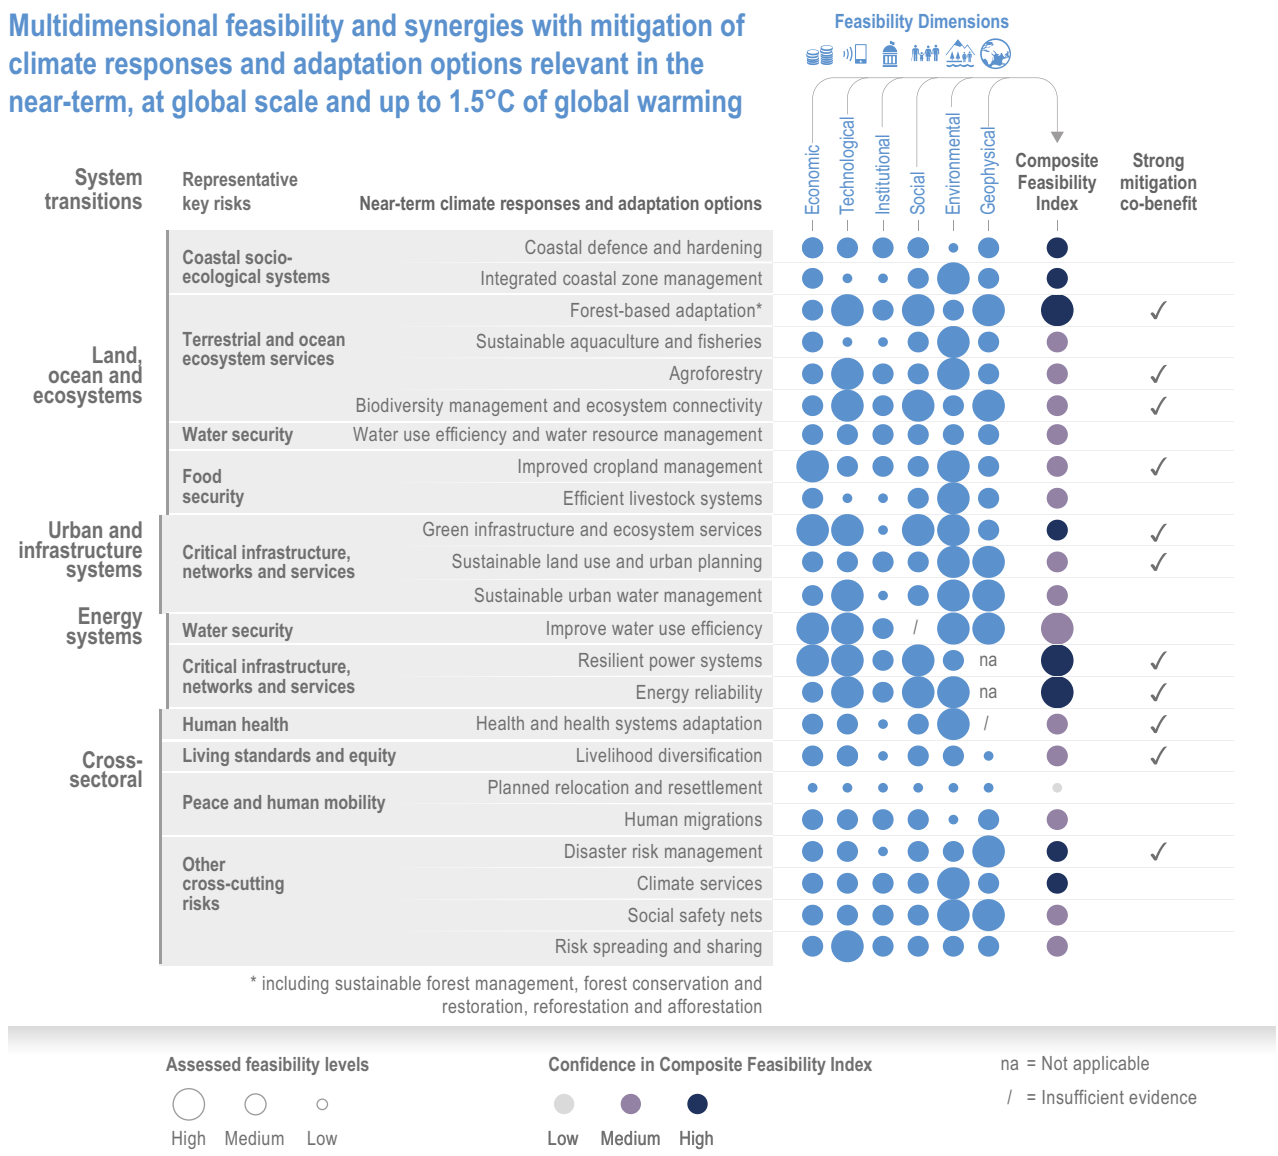 Multidimensional feasibility and synergies with mitigation of
climate responses and adaptation options relevant in the
near-term, at global scale and up to 1.5°C of global warming
Feasibility Dimensions
Economic
Technological
Institutional
Social
Environmental
Geophysical
Composite
Feasibility
Index
Strong
mitigation
co-benefit
System
transitions
Representative
key risks
Near-term climate responses and adaptation options
Land,
ocean and
ecosystems
Coastal socio-
ecological systems
Coastal defence and hardening
Integrated coastal zone management
Terrestrial and ocean
ecosystem services
Forest-based adaptation*
✓
Sustainable aquaculture and fisheries
Agroforestry
✓
Biodiversity management and ecosystem connectivity
✓
Water security
Water use efficiency and water resource management
Food
security
Improved cropland management
✓
Efficient livestock systems
Urban and
infrastructure
systems
Critical infrastructure,
networks and services
Green infrastructure and ecosystem services
✓
Sustainable land use and urban planning
✓
Sustainable urban water management
Energy
systems
Water security
Improve water use efficiency
/
Critical infrastructure,
networks and services
Resilient power systems
na
✓
Energy reliability
na
✓
Cross-
sectoral
Human health
Health and health systems adaptation
/
✓
Living standards and equity
Livelihood diversification
✓
Peace and human mobility
Planned relocation and resettlement
Human migrations
Other
cross-cutting
risks
Disaster risk management
✓
Climate services
Social safety nets
Risk spreading and sharing
* including sustainable forest management, forest conservation and
restoration, reforestation and afforestation
Assessed feasibility levels
High Medium Low
Confidence in Composite Feasibility Index
Low Medium High
na = Not applicable
/ = Insufficient evidence